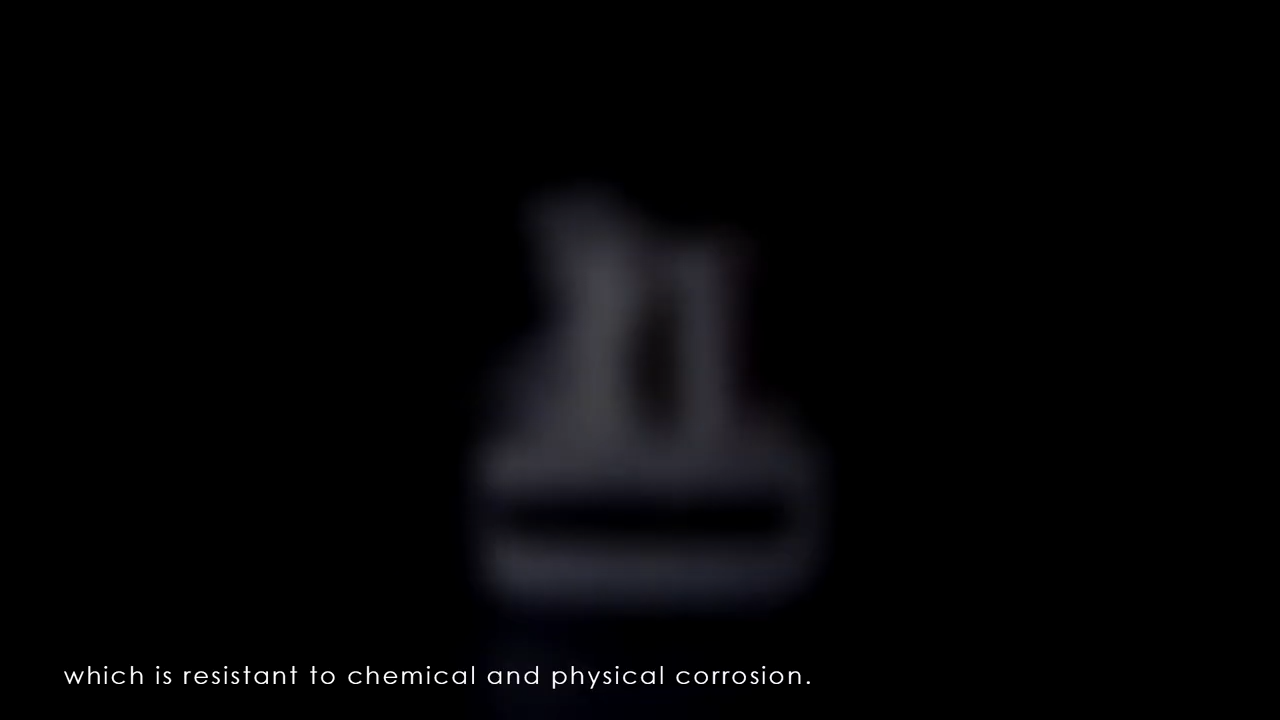 which is resistant to chemical and physical corrosion.